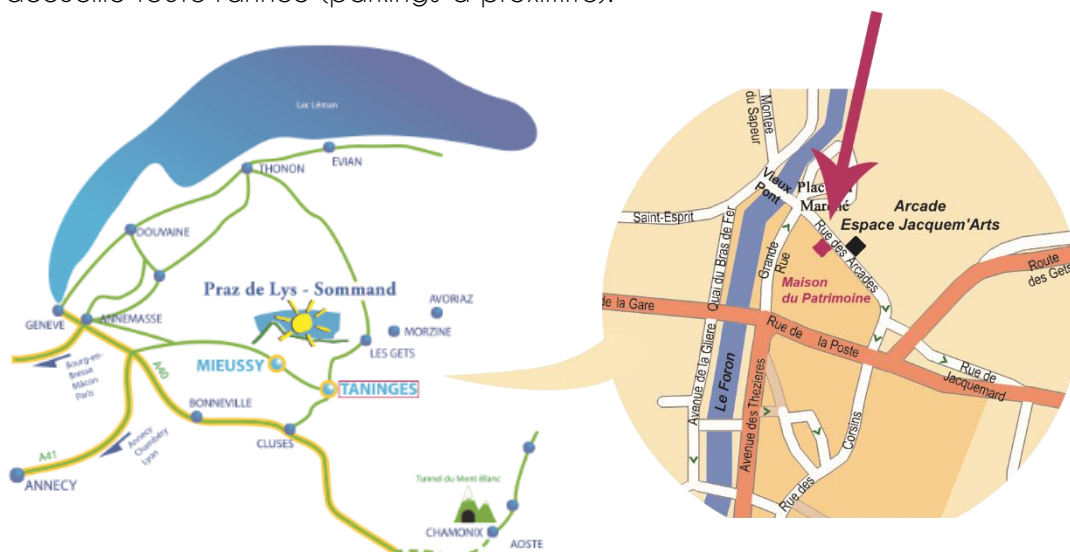 accueille toute l'année (parkings à proximité).
Lac Léman
EVIAN
THONON
DOUVAINE
Praz de Lys - Sommand
AVORIAZ
MORZINE
GENEVE
ANNEMASSE
LES GETS
MIEUSSY
TANINGES
Bourg-en-
Bresse
Mâcon
Paris
A40
BONNEVILLE
CLUSES
Annecy
Chambéry
Lyon
A41
ANNECY
Tunnel du Mont-Blanc
CHAMONIX
AOSTE
Montée
du Sapeur
Vieux
Pont
Place
Marché
Saint-Esprit
Arcade
Espace Jacquem'Arts
Quai du Bras de Fer
Grande
Rue
Rue des Arcades
Maison
du Patrimoine
Route
des Gets
de la Gare
Rue de
la Poste
Rue de
Jacquemard
Avenue de la Glière
Le Foron
Avenue des Thezières
Rue des
Corsins